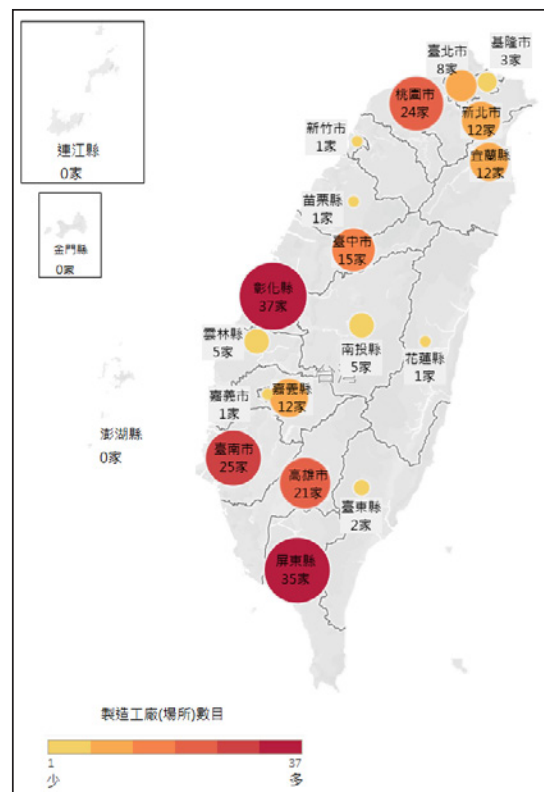 基隆市
3家
臺北市
8家
桃園市
24家
新北市
12家
宜蘭縣
12家
新竹市
1家
連江縣
0家
苗栗縣
1家
金門縣
0家
臺中市
15家
彰化縣
37家
雲林縣
5家
南投縣
5家
花蓮縣
1家
台灣
嘉義市
1家
嘉義縣
12家
澎湖縣
0家
臺南市
25家
高雄市
21家
臺東縣
2家
屏東縣
35家
製造工廠(場所)數目
1
37
少
多